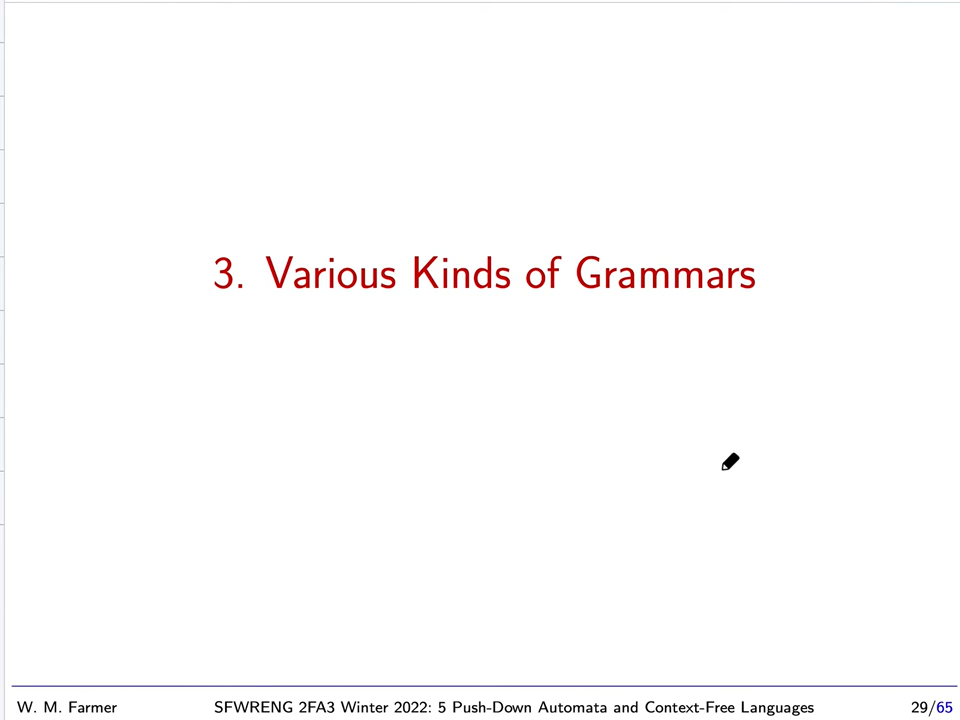 3. Various Kinds of Grammars
W. M. Farmer SFWRENG 2FA3 Winter 2022: 5 Push-Down Automata and Context-Free Languages 29/65